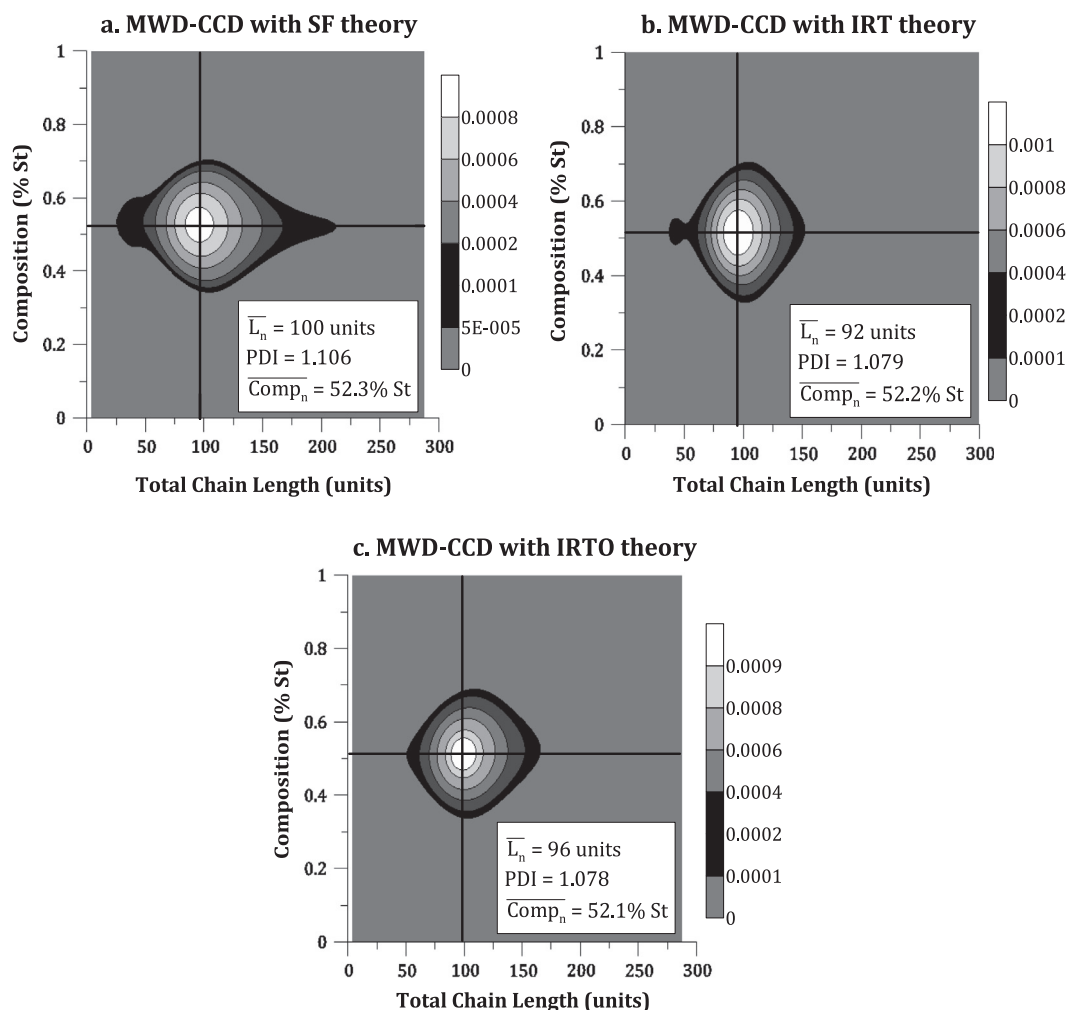 a. MWD-CCD with SF theory
Composition (% St)
1
0.8
0.6
0.4
0.2
0
0 50 100 150 200 250 300
Total Chain Length (units)
L̅n̅ = 100 units
PDI = 1.106
C̅o̅m̅p̅n̅ = 52.3% St
0.0008
0.0006
0.0004
0.0002
0.0001
5E-005
0
b. MWD-CCD with IRT theory
Composition (% St)
1
0.8
0.6
0.4
0.2
0
0 50 100 150 200 250 300
Total Chain Length (units)
L̅n̅ = 92 units
PDI = 1.079
C̅o̅m̅p̅n̅ = 52.2% St
0.001
0.0008
0.0006
0.0004
0.0002
0.0001
0
c. MWD-CCD with IRTO theory
Composition (% St)
1
0.8
0.6
0.4
0.2
0
0 50 100 150 200 250 300
Total Chain Length (units)
L̅n̅ = 96 units
PDI = 1.078
C̅o̅m̅p̅n̅ = 52.1% St
0.0009
0.0008
0.0006
0.0004
0.0002
0.0001
0